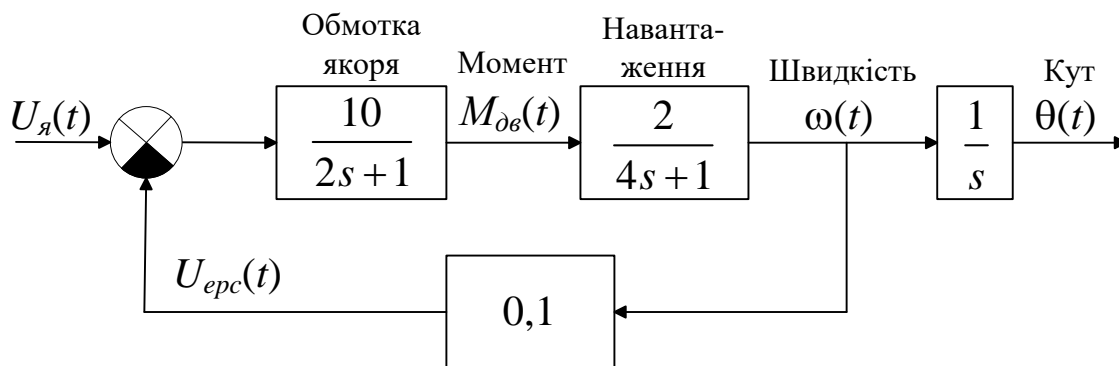 Обмотка
якоря
Наванта-
ження
Момент
Швидкість
Кут
Uя(t)
10
2s+1
Mдв(t)
2
4s+1
ω(t)
1
s
θ(t)
Uерс(t)
0,1